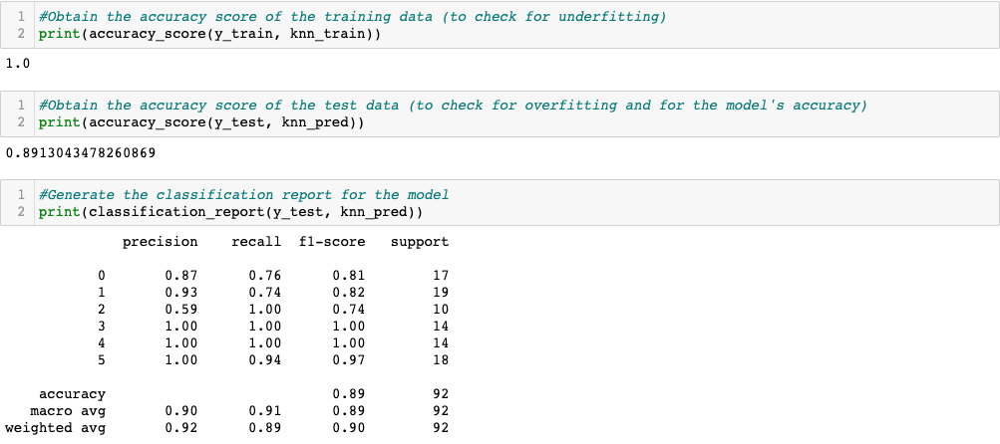 1 #Obtain the accuracy score of the training data (to check for underfitting)
2 print(accuracy_score(y_train, knn_train))
1.0
1 #Obtain the accuracy score of the test data (to check for overfitting and for the model's accuracy)
2 print(accuracy_score(y_test, knn_pred))
0.8913043478260869
1 #Generate the classification report for the model
2 print(classification_report(y_test, knn_pred))
precision recall f1-score support
0 0.87 0.76 0.81 17
1 0.93 0.74 0.82 19
2 0.59 1.00 0.74 10
3 1.00 1.00 1.00 14
4 1.00 1.00 1.00 14
5 1.00 0.94 0.97 18
accuracy 0.89 92
macro avg 0.90 0.91 0.89 92
weighted avg 0.92 0.89 0.90 92